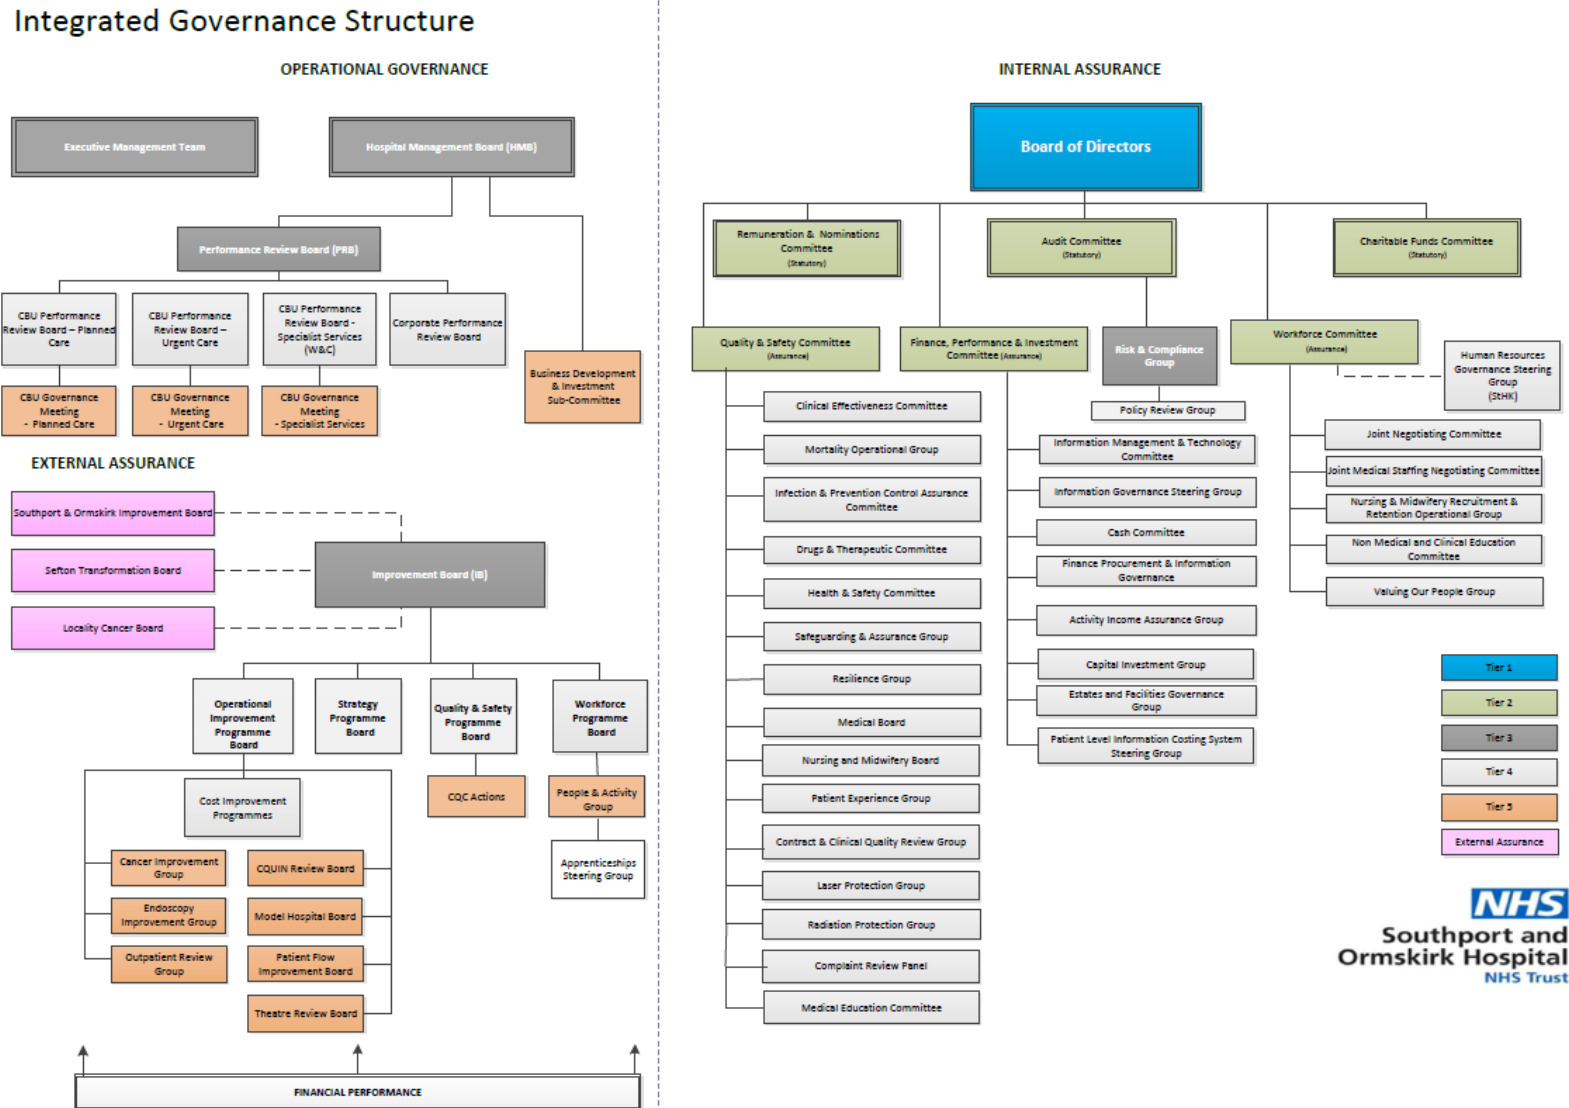 Integrated Governance Structure
OPERATIONAL GOVERNANCE
Executive Management Team
Hospital Management Board (HMB)
Performance Review Board (PRB)
CBU Performance
Review Board – Planned
Care
CBU Performance
Review Board –
Urgent Care
CBU Performance
Review Board -
Specialist Services
(W&C)
Corporate Performance
Review Board
Business Development
& Investment
Sub-Committee
CBU Governance
Meeting
- Planned Care
CBU Governance
Meeting
- Urgent Care
CBU Governance
Meeting
- Specialist Services
EXTERNAL ASSURANCE
Southport & Ormskirk Improvement Board
Sefton Transformation Board
Locality Cancer Board
Improvement Board (IB)
Operational
Improvement
Programme
Board
Strategy
Programme
Board
Quality & Safety
Programme
Board
Workforce
Programme
Board
Cost Improvement
Programmes
CQC Actions
People & Activity
Group
Apprenticeships
Steering Group
Cancer Improvement
Group
Endoscopy
Improvement Group
Outpatient Review
Group
CQUIN Review Board
Model Hospital Board
Patient Flow
Improvement Board
Theatre Review Board
FINANCIAL PERFORMANCE
INTERNAL ASSURANCE
Board of Directors
Remuneration & Nominations
Committee
(Statutory)
Audit Committee
(Statutory)
Charitable Funds Committee
(Statutory)
Quality & Safety Committee
(Assurance)
Finance, Performance & Investment
Committee (Assurance)
Risk & Compliance
Group
Workforce Committee
(Assurance)
Human Resources
Governance Steering
Group
(StHK)
Clinical Effectiveness Committee
Mortality Operational Group
Infection & Prevention Control Assurance
Committee
Drugs & Therapeutic Committee
Health & Safety Committee
Safeguarding & Assurance Group
Resilience Group
Medical Board
Nursing and Midwifery Board
Patient Experience Group
Contract & Clinical Quality Review Group
Laser Protection Group
Radiation Protection Group
Complaint Review Panel
Medical Education Committee
Policy Review Group
Information Management & Technology
Committee
Information Governance Steering Group
Cash Committee
Finance Procurement & Information
Governance
Activity Income Assurance Group
Capital Investment Group
Estates and Facilities Governance
Group
Patient Level Information Costing System
Steering Group
Joint Negotiating Committee
Joint Medical Staffing Negotiating Committee
Nursing & Midwifery Recruitment &
Retention Operational Group
Non Medical and Clinical Education
Committee
Valuing Our People Group
Tier 1
Tier 2
Tier 3
Tier 4
Tier 5
External Assurance
NHS
Southport and
Ormskirk Hospital
NHS Trust